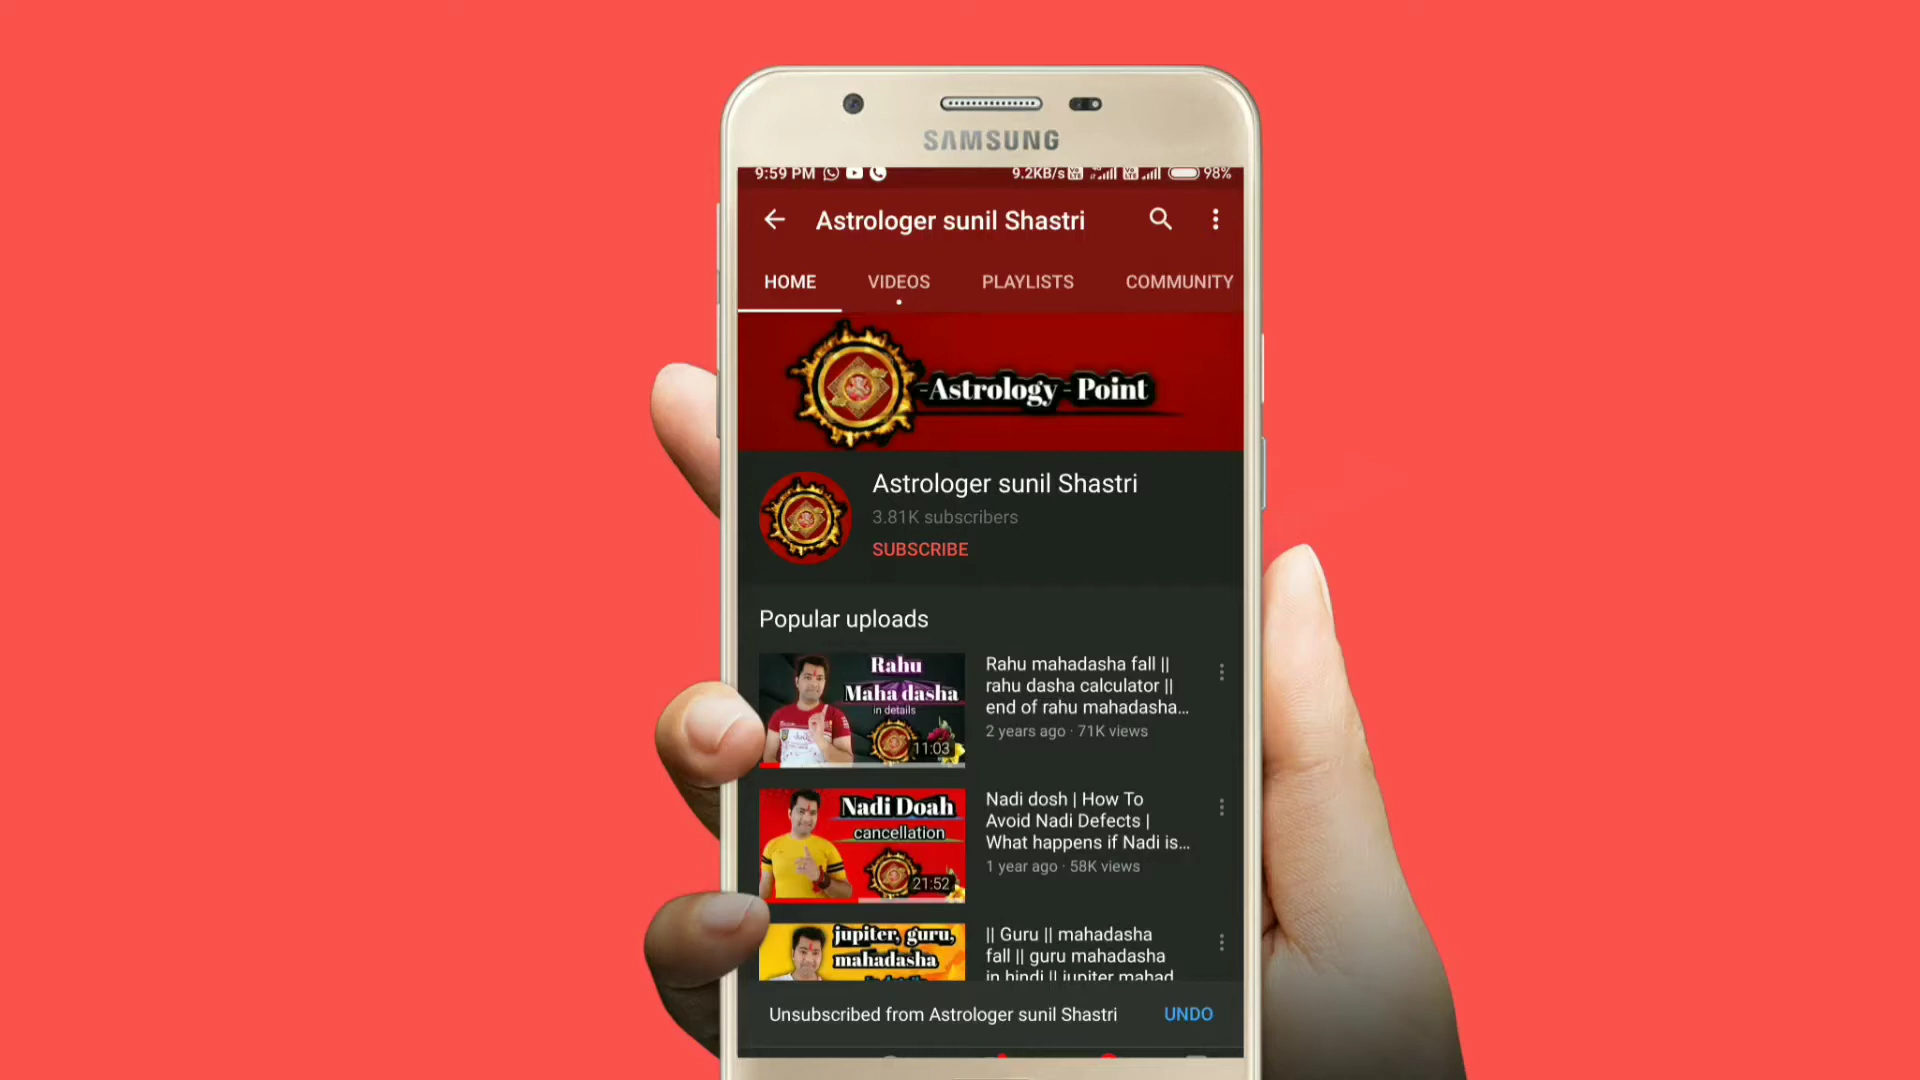 SAMSUNG
9:59 PM 9.2KB/s 98%
Astrologer sunil Shastri
HOME VIDEOS PLAYLISTS COMMUNITY
-Astrology - Point
Astrologer sunil Shastri
3.81K subscribers
SUBSCRIBE
Popular uploads
Rahu
Maha dasha
in details
11:03
Rahu mahadasha fall ||
rahu dasha calculator ||
end of rahu mahadasha...
2 years ago · 71K views
Nadi Doah
cancellation
21:52
Nadi dosh | How To
Avoid Nadi Defects |
What happens if Nadi is...
1 year ago · 58K views
jupiter, guru,
mahadasha
|| Guru || mahadasha
fall || guru mahadasha
in hindi || jupiter mahad
Unsubscribed from Astrologer sunil Shastri UNDO